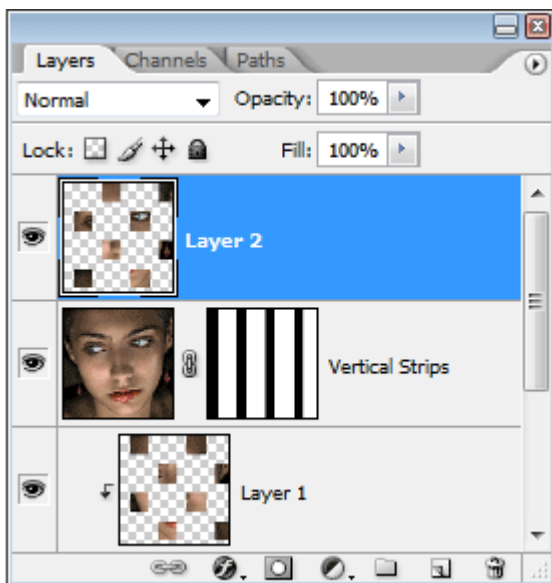 Layers Channels Paths
Normal Opacity: 100%
Lock: Fill: 100%
Layer 2
Vertical Strips
Layer 1